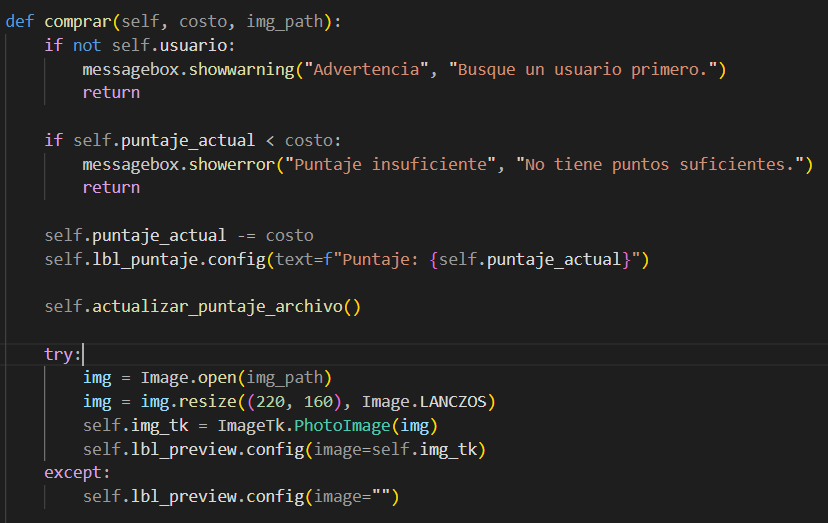 def comprar(self, costo, img_path):
    if not self.usuario:
        messagebox.showwarning("Advertencia", "Busque un usuario primero.")
        return

    if self.puntaje_actual < costo:
        messagebox.showerror("Puntaje insuficiente", "No tiene puntos suficientes.")
        return

    self.puntaje_actual -= costo
    self.lbl_puntaje.config(text=f"Puntaje: {self.puntaje_actual}")

    self.actualizar_puntaje_archivo()

    try:
        img = Image.open(img_path)
        img = img.resize((220, 160), Image.LANCZOS)
        self.img_tk = ImageTk.PhotoImage(img)
        self.lbl_preview.config(image=self.img_tk)
    except:
        self.lbl_preview.config(image="")